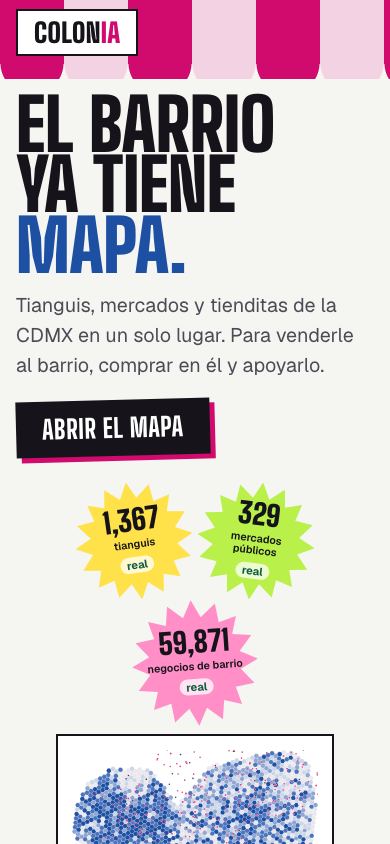 COLONIA
EL BARRIO
YA TIENE
MAPA.
Tianguis, mercados y tienditas de la
CDMX en un solo lugar. Para venderle
al barrio, comprar en él y apoyarlo.
ABRIR EL MAPA
1,367
tianguis
real
329
mercados
públicos
real
59,871
negocios de barrio
real